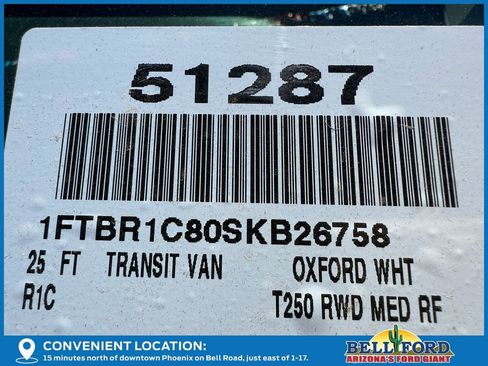 51287
1FTBR1C80SKB26758
25 FT TRANSIT VAN OXFORD WHT
R1C T250 RWD MED RF
CONVENIENT LOCATION:
15 minutes north of downtown Phoenix on Bell Road, just east of 1-17.
BELL FORD
ARIZONA'S FORD GIANT